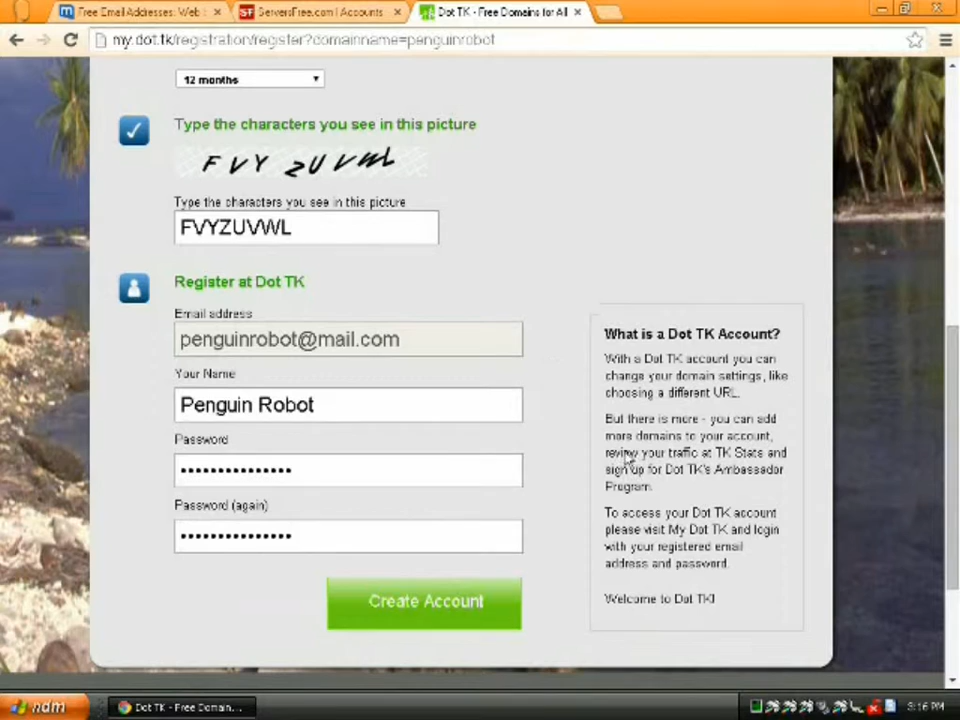 Free Email Addresses: Web
ServersFree.com | Accounts
Dot TK - Free Domains for All
my.dot.tk/registration/register?domainname=penguinrobot
12 months
Type the characters you see in this picture
FVYZUVWL
Type the characters you see in this picture
FVYZUVWL
Register at Dot TK
Email address
penguinrobot@mail.com
Your Name
Penguin Robot
Password
Password (again)
Create Account
What is a Dot TK Account?
With a Dot TK account you can
change your domain settings, like
choosing a different URL.
But there is more - you can add
more domains to your account,
review your traffic at TK Stats and
sign up for Dot TK's Ambassador
Program.
To access your Dot TK account
please visit My Dot TK and login
with your registered email
address and password.
Welcome to Dot TK!
ndm
Dot TK - Free Domain...
3:16 PM